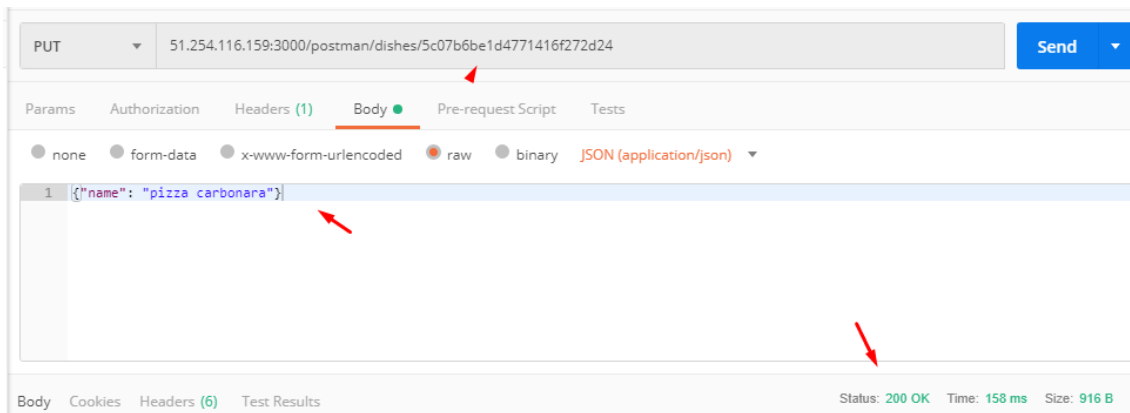 PUT 51.254.116.159:3000/postman/dishes/5c07b6be1d4771416f272d24 Send
Params Authorization Headers (1) Body Pre-request Script Tests
none form-data x-www-form-urlencoded raw binary JSON (application/json)
1 {"name": "pizza carbonara"}
Body Cookies Headers (6) Test Results Status: 200 OK Time: 158 ms Size: 916 B